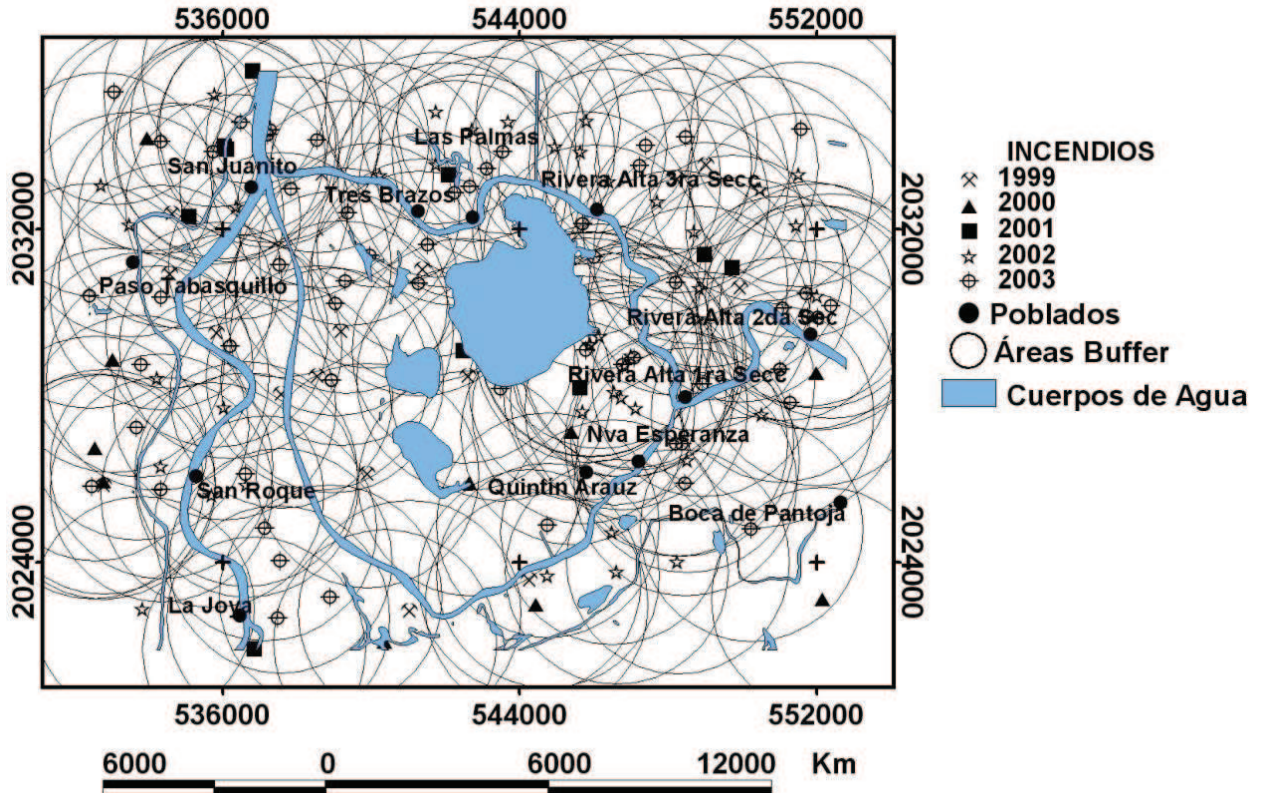 536000 544000 552000
2032000
2024000
Las Palmas
San Juanito
Tres Brazos
Rivera Alta 3ra Secc
Paso Tabasquillo
Rivera Alta 2da Sec
Rivera Alta 1ra Secc
Nva Esperanza
Quintin Arauz
San Roque
Boca de Pantoja
La Jova
2032000
2024000
536000 544000 552000
6000 0 6000 12000 Km
INCENDIOS
1999
2000
2001
2002
2003
Poblados
Áreas Buffer
Cuerpos de Agua